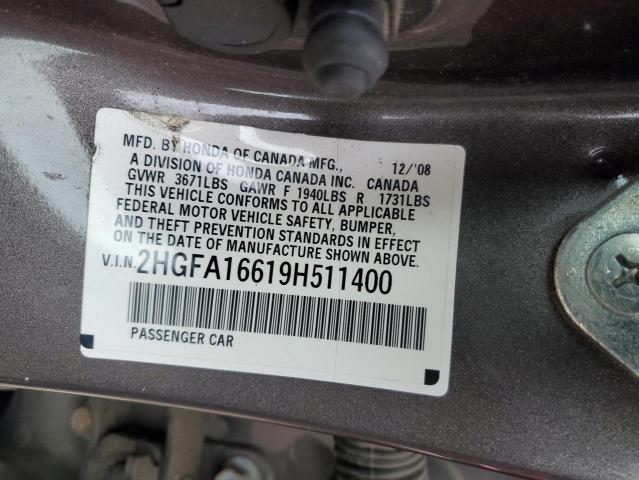 MFD. BY HONDA OF CANADA MFG., 12/'08
A DIVISION OF HONDA CANADA INC. CANADA
GVWR 3671LBS GAWR F 1940LBS R 1731LBS
THIS VEHICLE CONFORMS TO ALL APPLICABLE
FEDERAL MOTOR VEHICLE SAFETY, BUMPER,
AND THEFT PREVENTION STANDARDS IN EFFECT
ON THE DATE OF MANUFACTURE SHOWN ABOVE.
V.I.N. 2HGFA16619H511400
PASSENGER CAR